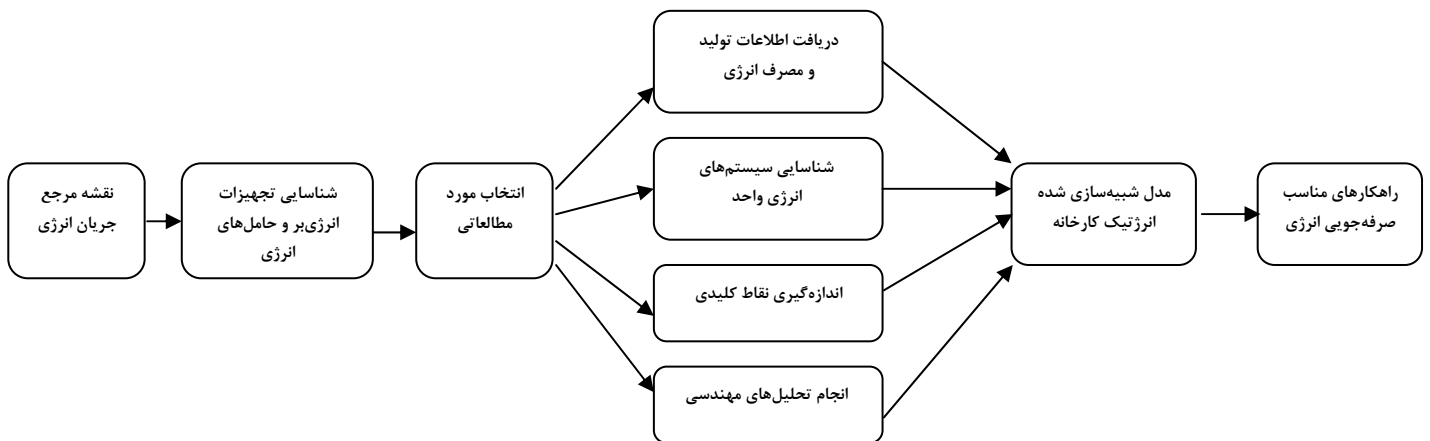 نقشه مرجع
جریان انرژی
شناسایی تجهیزات
انرژی‌بر و حامل‌های
انرژی
انتخاب مورد
مطالعاتی
دریافت اطلاعات تولید
و مصرف انرژی
شناسایی سیستم‌های
انرژی واحد
اندازه‌گیری نقاط کلیدی
انجام تحلیل‌های مهندسی
مدل شبیه‌سازی شده
انرژتیک کارخانه
راهکارهای مناسب
صرفه‌جویی انرژی